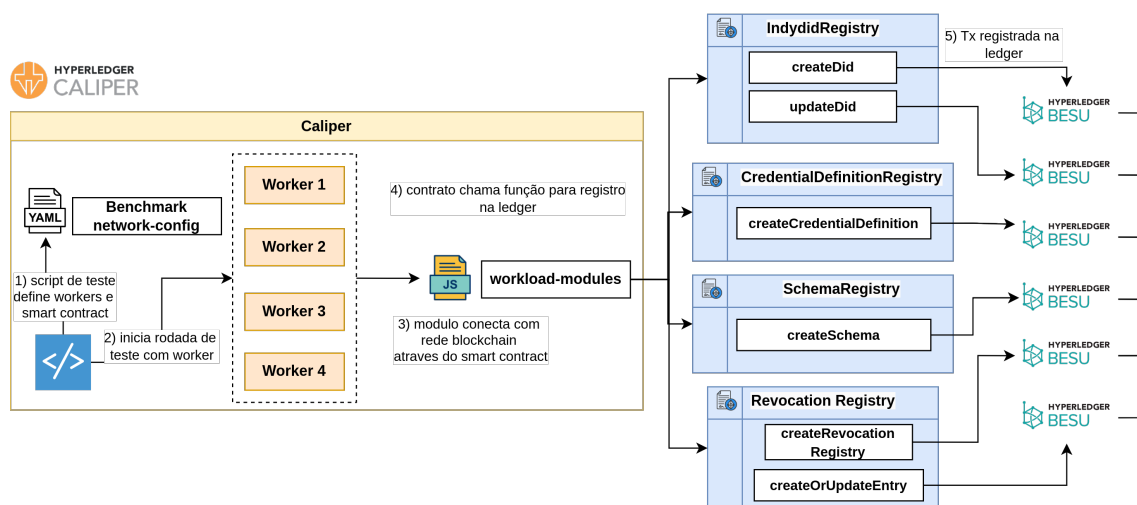 HYPERLEDGER
CALIPER
Caliper
YAML
Benchmark
network-config
1) script de teste
define workers e
smart contract
2) inicia rodada de
teste com worker
Worker 1
Worker 2
Worker 3
Worker 4
4) contrato chama função para registro
na ledger
JS
workload-modules
3) modulo conecta com
rede blockchain
atraves do smart contract
IndydidRegistry
createDid
updateDid
CredentialDefinitionRegistry
createCredentialDefinition
SchemaRegistry
createSchema
Revocation Registry
createRevocation
Registry
createOrUpdateEntry
5) Tx registrada na
ledger
HYPERLEDGER
BESU
HYPERLEDGER
BESU
HYPERLEDGER
BESU
HYPERLEDGER
BESU
HYPERLEDGER
BESU
HYPERLEDGER
BESU